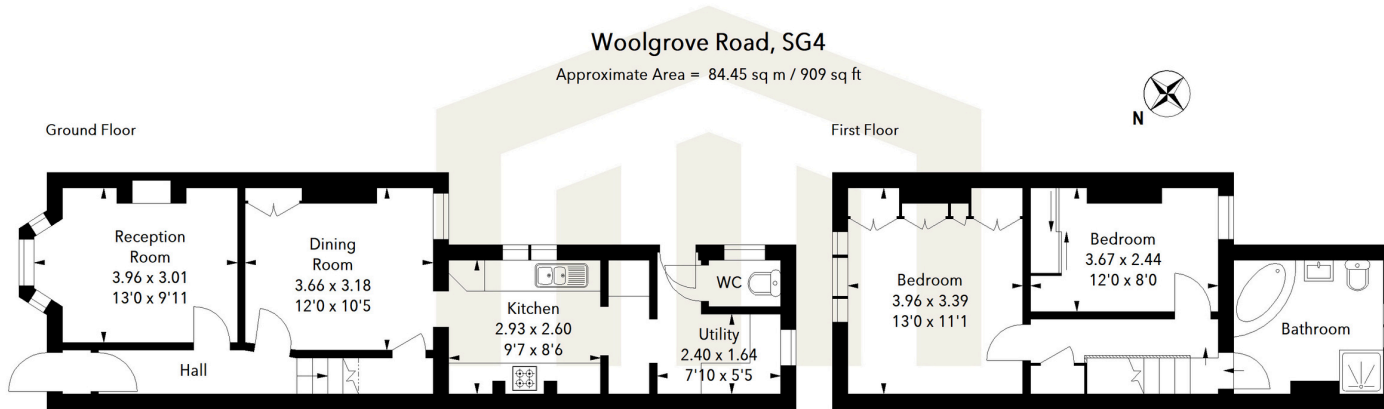 Woolgrove Road, SG4
Approximate Area = 84.45 sq m / 909 sq ft
N
Ground Floor
First Floor
Reception
Room
3.96 x 3.01
13'0 x 9'11
Dining
Room
3.66 x 3.18
12'0 x 10'5
Hall
Kitchen
2.93 x 2.60
9'7 x 8'6
WC
Utility
2.40 x 1.64
7'10 x 5'5
Bedroom
3.96 x 3.39
13'0 x 11'1
Bedroom
3.67 x 2.44
12'0 x 8'0
Bathroom